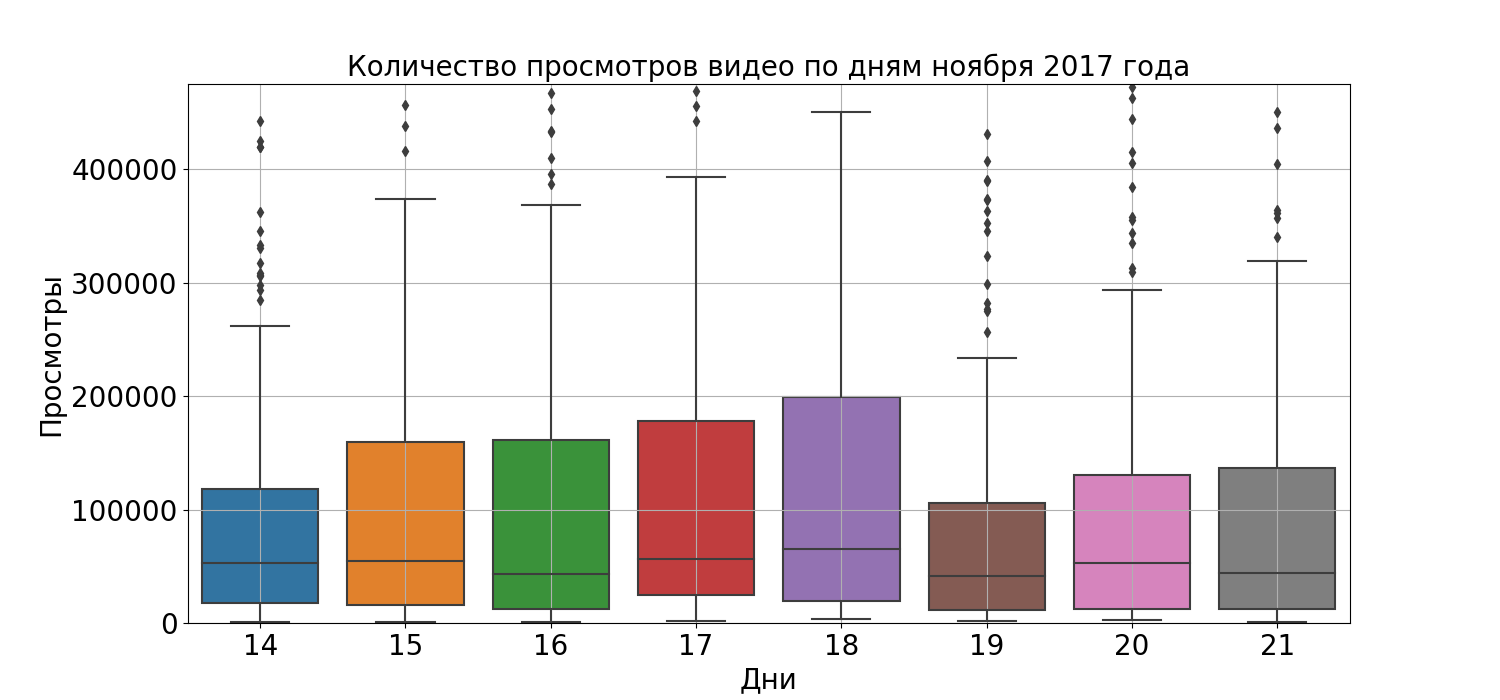 Количество просмотров видео по дням ноября 2017 года
Просмотры
400000
300000
200000
100000
0
14 15 16 17 18 19 20 21
Дни